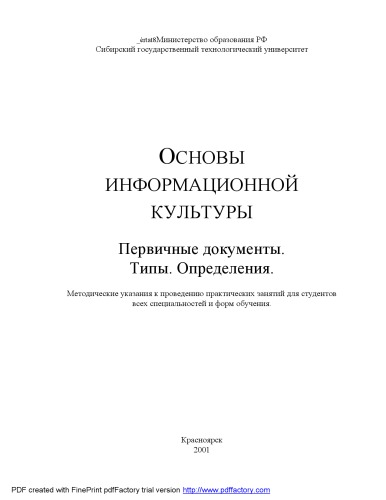 Министерство образования РФ
Сибирский государственный технологический университет
ОСНОВЫ
ИНФОРМАЦИОННОЙ
КУЛЬТУРЫ
Первичные документы.
Типы. Определения.
Методические указания к проведению практических занятий для студентов
всех специальностей и форм обучения.
Красноярск
2001
PDF created with FinePrint pdfFactory trial version http://www.pdffactory.com